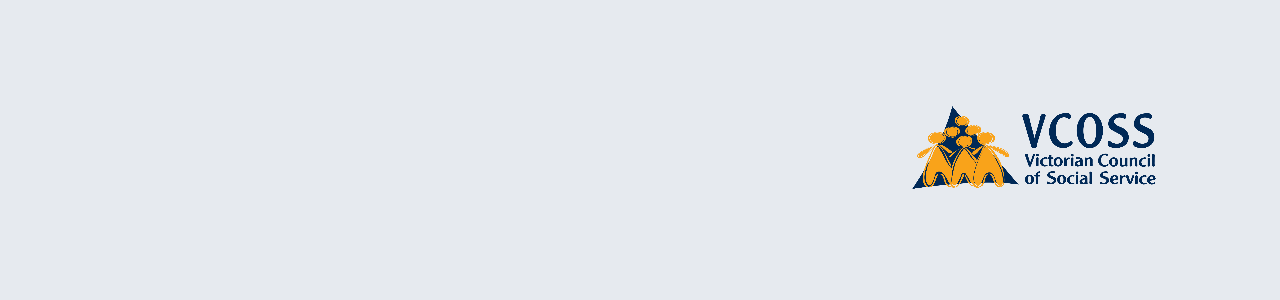 VCOSS
Victorian Council
of Social Service